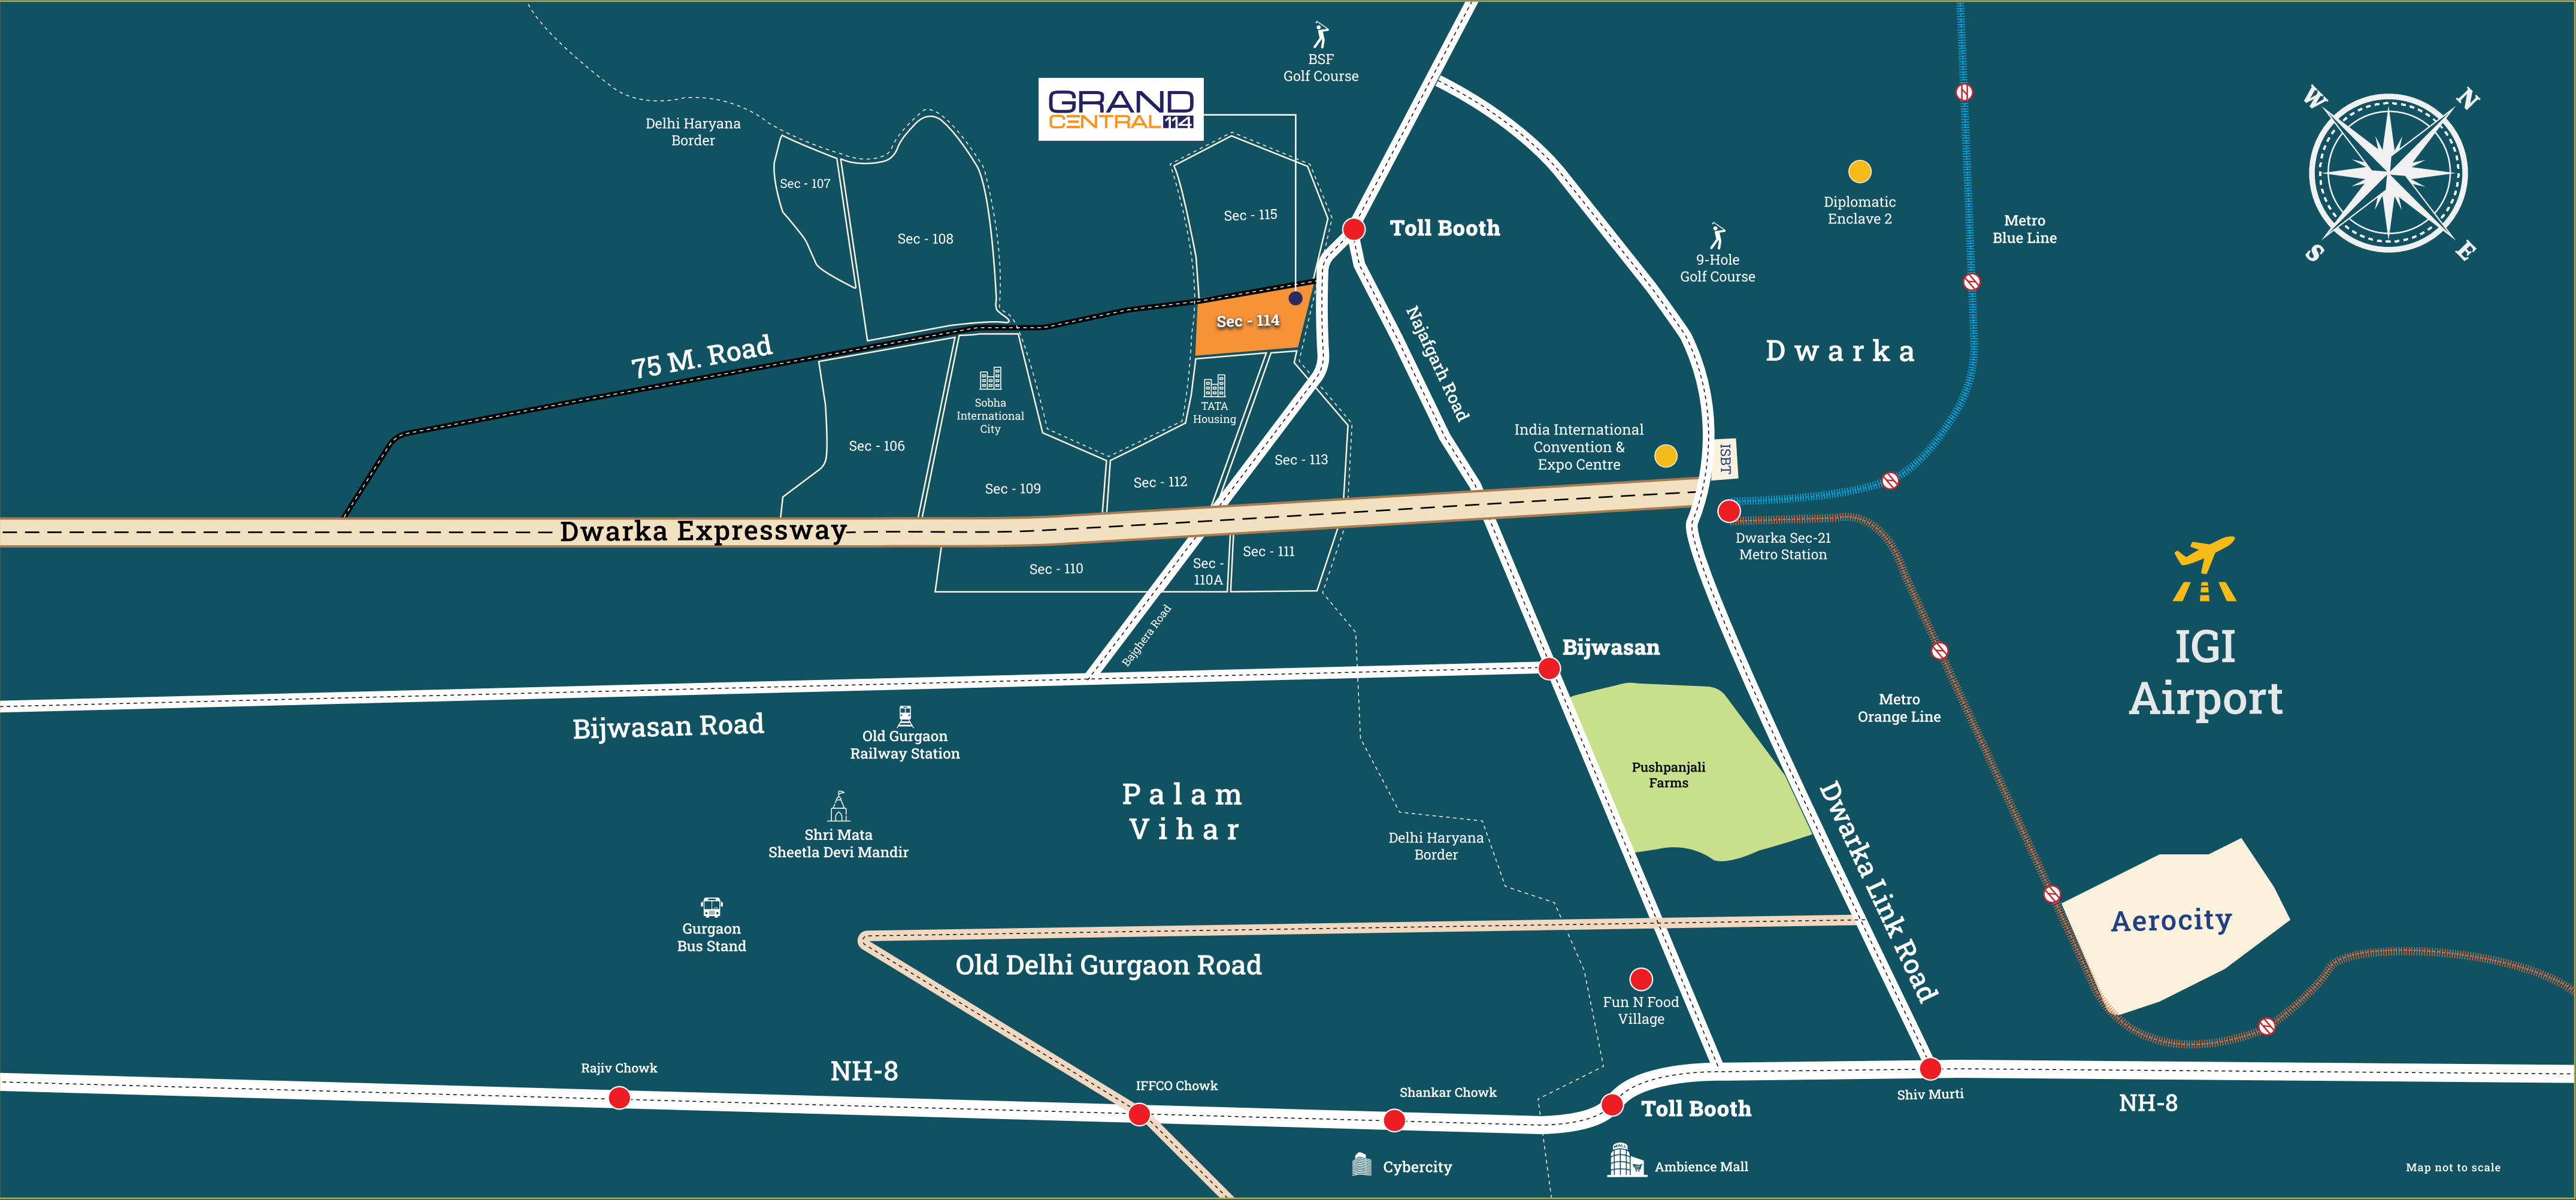 BSF
Golf Course
GRAND
CENTRAL 114
Delhi Haryana
Border
W
N
S
E
Sec - 107
Sec - 108
Sec - 115
Toll Booth
Diplomatic
Enclave 2
Metro
Blue Line
9-Hole
Golf Course
75 M. Road
Sec - 114
Najafgarh Road
Dwarka
Sobha
International
City
TATA
Housing
Sec - 106
Sec - 109
Sec - 112
Sec - 113
India International
Convention &
Expo Centre
ISBT
Dwarka Expressway
Dwarka Sec-21
Metro Station
Sec - 110
Sec -
110A
Sec - 111
Bajghera Road
IGI
Airport
Bijwasan
Bijwasan Road
Old Gurgaon
Railway Station
Metro
Orange Line
Pushpanjali
Farms
Palam
Vihar
Shri Mata
Sheetla Devi Mandir
Delhi Haryana
Border
Dwarka Link Road
Aerocity
Gurgaon
Bus Stand
Old Delhi Gurgaon Road
Fun N Food
Village
Rajiv Chowk
NH-8
IFFCO Chowk
Shankar Chowk
Toll Booth
Shiv Murti
NH-8
Cybercity
Ambience Mall
Map not to scale